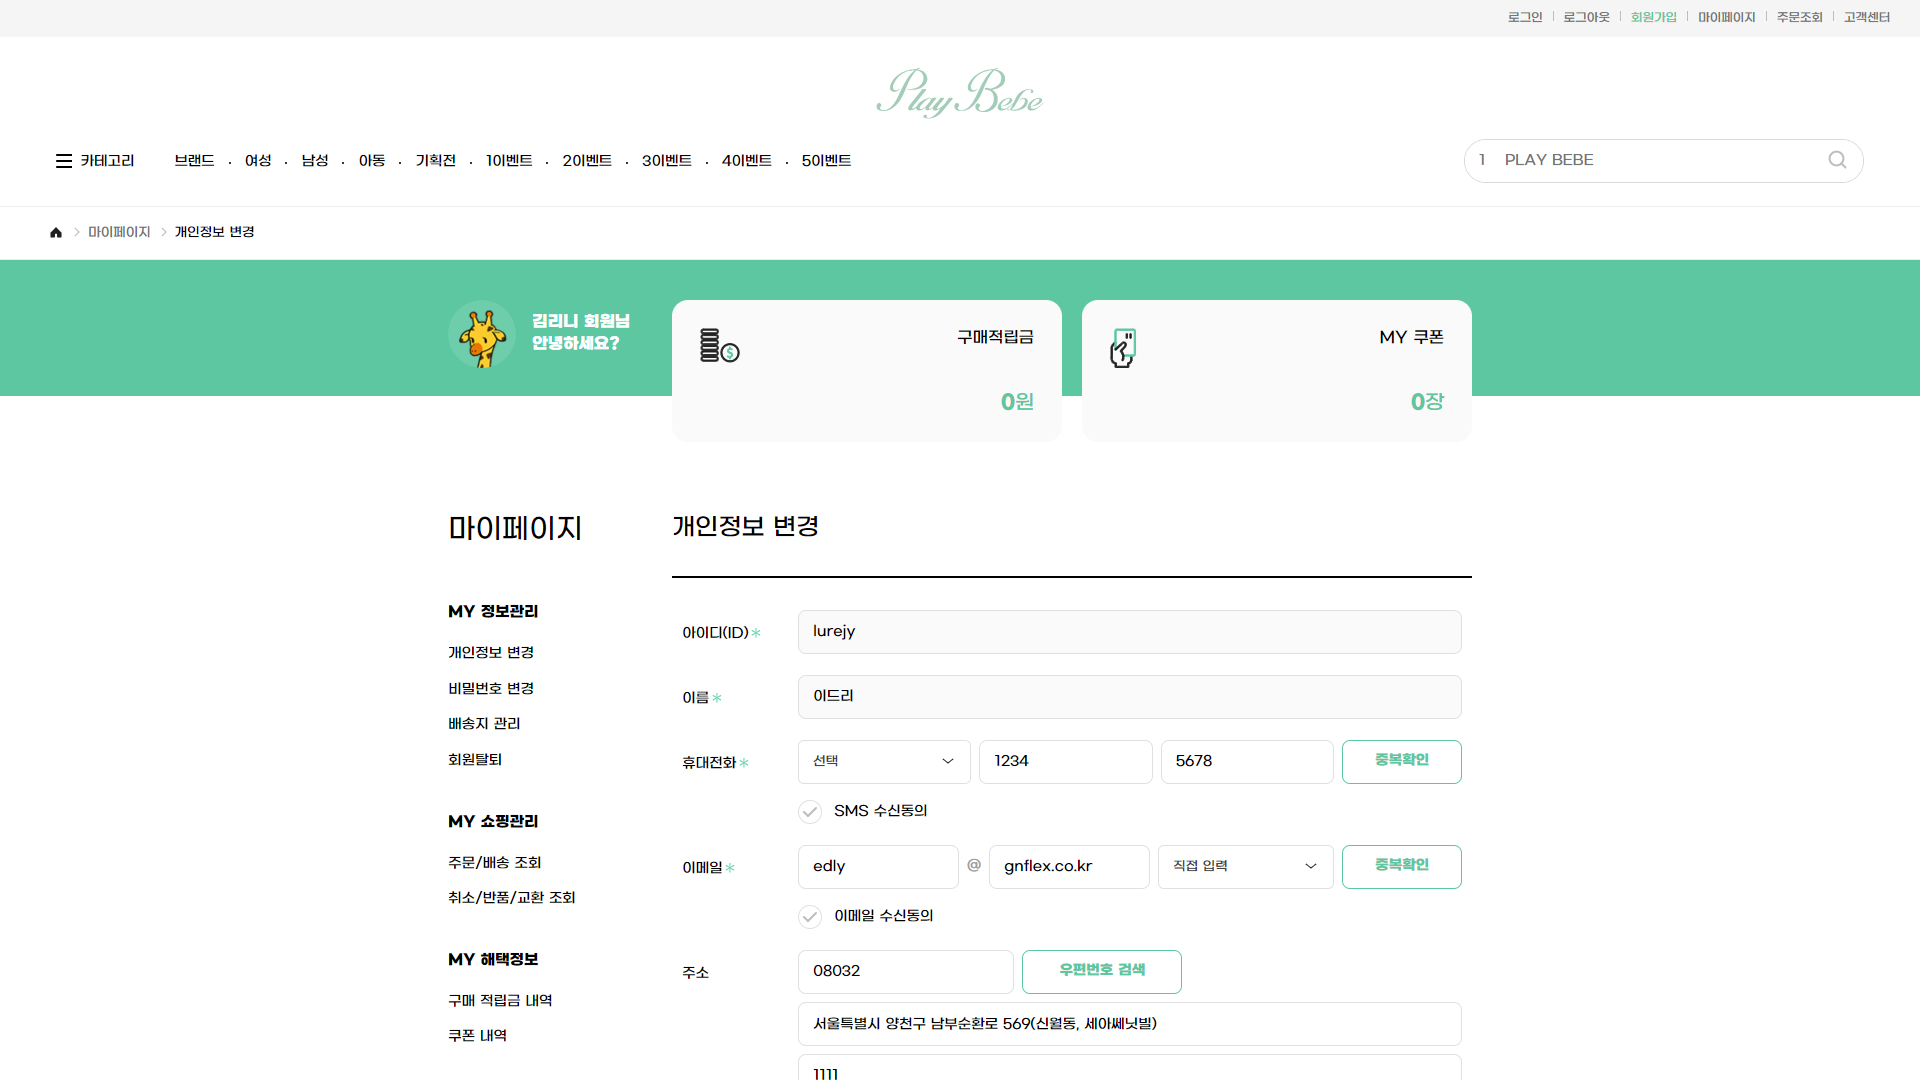 로그인 로그아웃 회원가입 마이페이지 주문조회 고객센터
Play Bebe
카테고리 브랜드 여성 남성 아동 기획전 1이벤트 2이벤트 3이벤트 4이벤트 5이벤트
1 PLAY BEBE
마이페이지 개인정보 변경
김리니 회원님
안녕하세요?
구매적립금
0원
MY 쿠폰
0장
마이페이지
MY 정보관리
개인정보 변경
비밀번호 변경
배송지 관리
회원탈퇴
MY 쇼핑관리
주문/배송 조회
취소/반품/교환 조회
MY 해택정보
구매 적립금 내역
쿠폰 내역
개인정보 변경
아이디(ID)* lurejy
이름* 이드리
휴대전화* 선택 1234 5678 중복확인
SMS 수신동의
이메일* edly @ gnflex.co.kr 직접 입력 중복확인
이메일 수신동의
주소 08032 우편번호 검색
서울특별시 양천구 남부순환로 569(신월동, 세아쎄닛빌)
1111